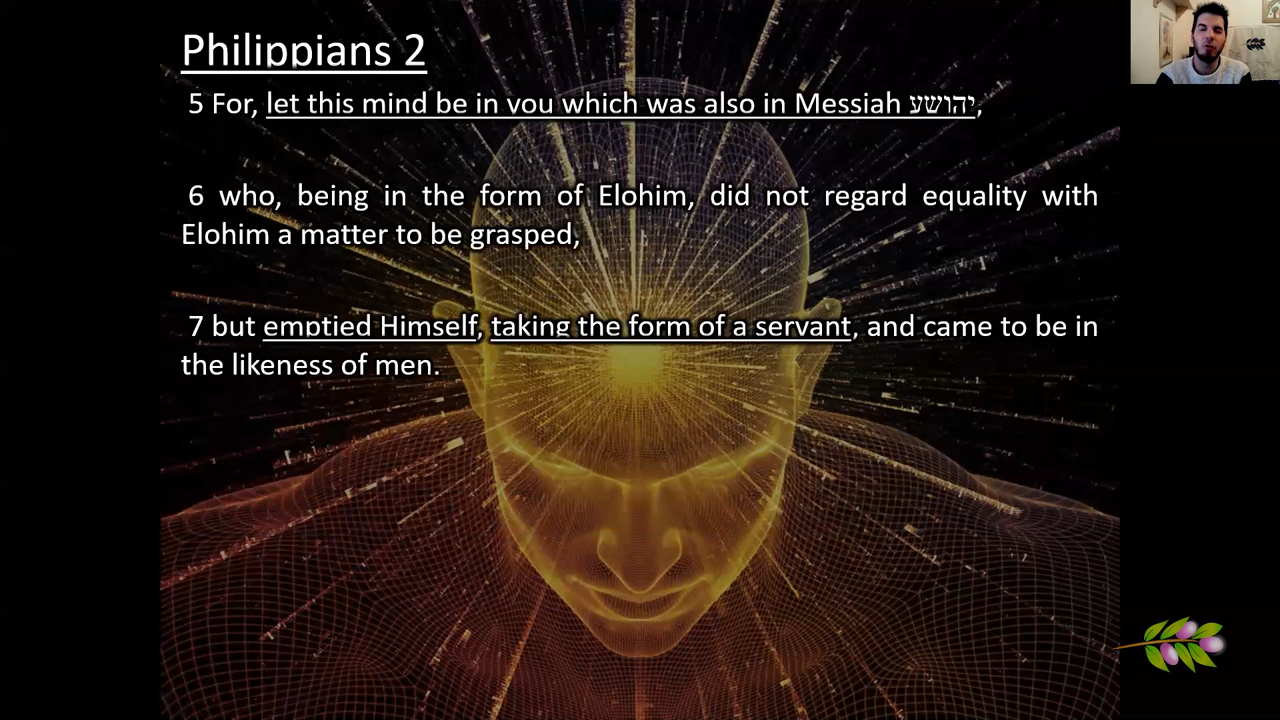 Philippians 2
5 For, let this mind be in you which was also in Messiah יהושע,
6 who, being in the form of Elohim, did not regard equality with
Elohim a matter to be grasped,
7 but emptied Himself, taking the form of a servant, and came to be in
the likeness of men.